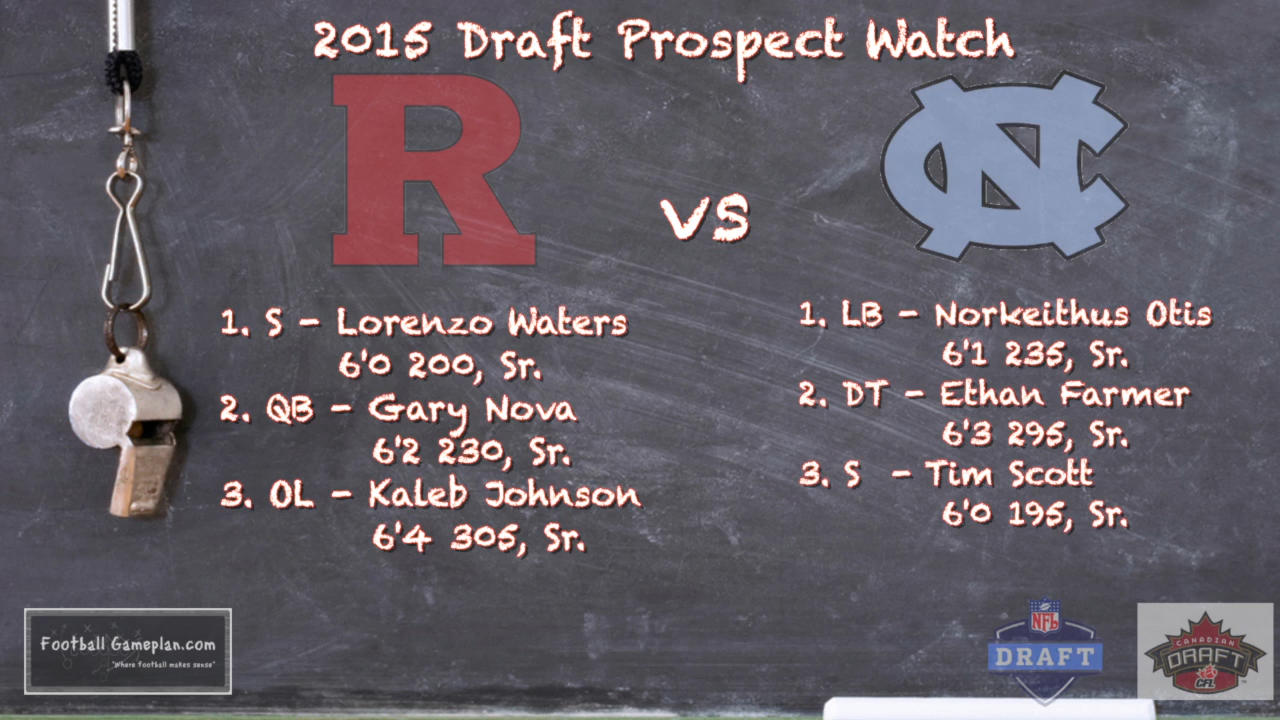 2015 Draft Prospect Watch
R
VS
NC
1. S - Lorenzo Waters
6'0 200, Sr.
2. QB - Gary Nova
6'2 230, Sr.
3. OL - Kaleb Johnson
6'4 305, Sr.
1. LB - Norkeithus Otis
6'1 235, Sr.
2. DT - Ethan Farmer
6'3 295, Sr.
3. S - Tim Scott
6'0 195, Sr.
Football Gameplan.com
"Where football makes sense"
NFL
DRAFT
CANADIAN
DRAFT
CFL